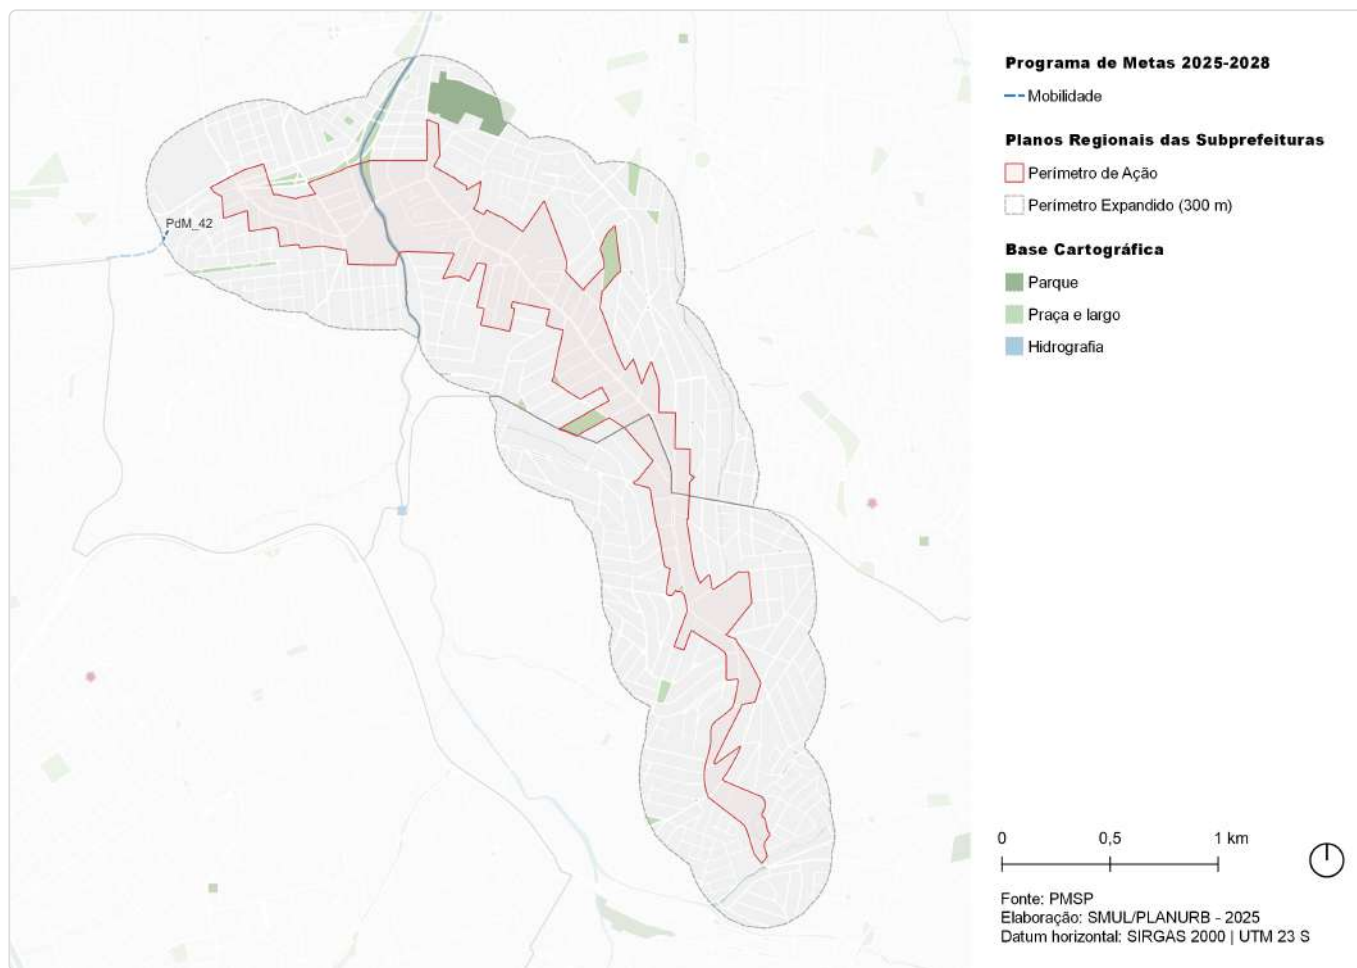 Programa de Metas 2025-2028
Mobilidade
Planos Regionais das Subprefeituras
Perímetro de Ação
Perímetro Expandido (300 m)
Base Cartográfica
Parque
Praça e largo
Hidrografia
PdM_42
0 0,5 1 km
Fonte: PMSP
Elaboração: SMUL/PLANURB - 2025
Datum horizontal: SIRGAS 2000 | UTM 23 S